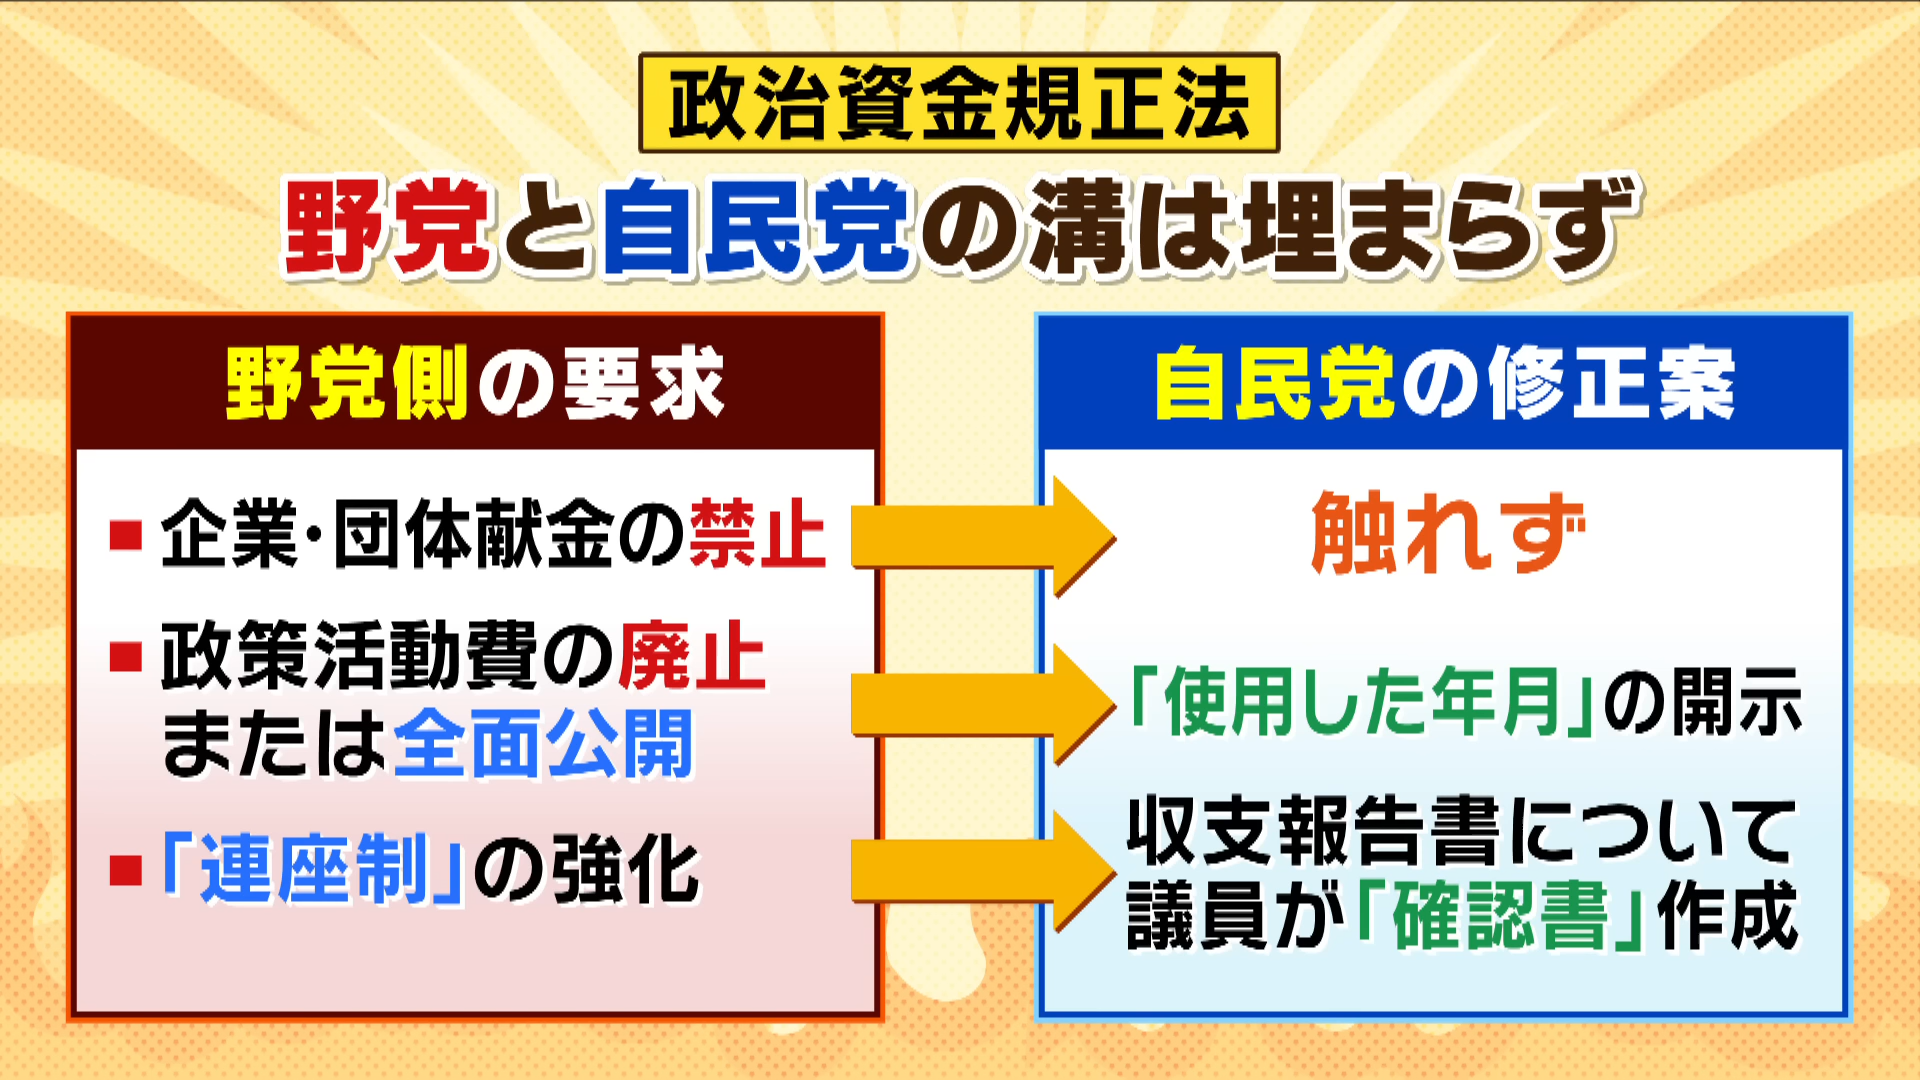 政治資金規正法
野党と自民党の溝は埋まらず
野党側の要求
■企業・団体献金の禁止
■政策活動費の廃止
または全面公開
■「連座制」の強化
自民党の修正案
触れず
「使用した年月」の開示
収支報告書について
議員が「確認書」作成